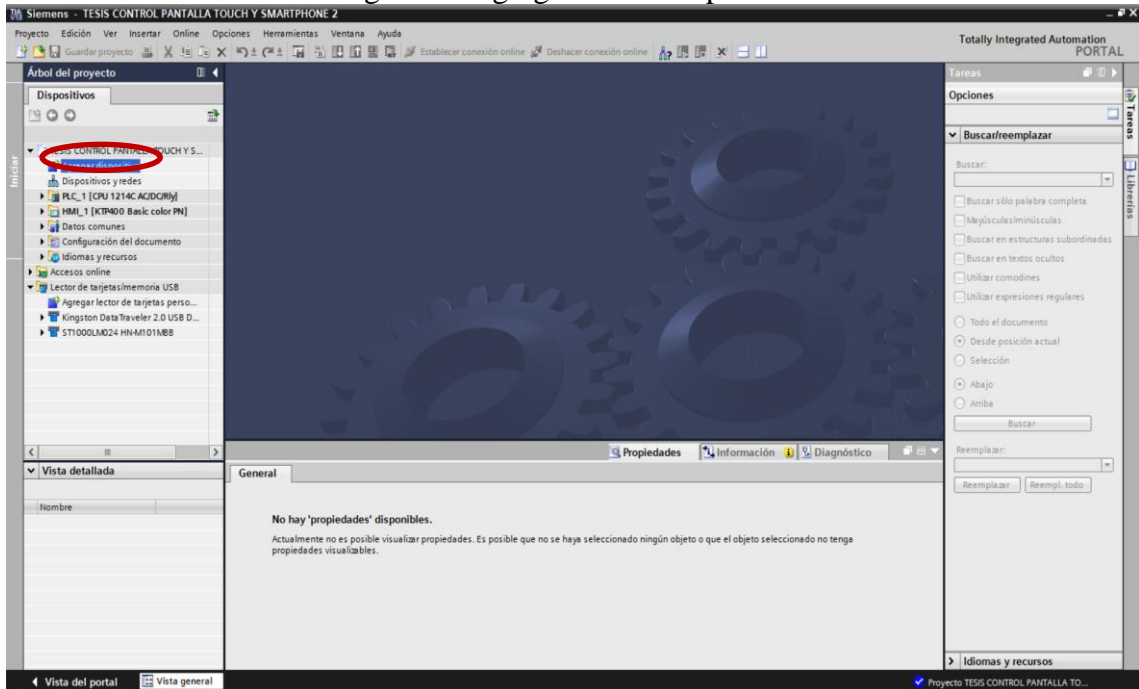 Siemens - TESIS CONTROL PANTALLA TOUCH Y SMARTPHONE 2
Proyecto Edición Ver Insertar Online Opciones Herramientas Ventana Ayuda
Totally Integrated Automation
PORTAL
Guardar proyecto
Establecer conexión online
Deshacer conexión online
Iniciar
Árbol del proyecto
Dispositivos
TESIS CONTROL PANTALLA TOUCH Y S...
Agregar dispositi...
Dispositivos y redes
PLC_1 [CPU 1214C AC/DC/Rly]
HMI_1 [KTP400 Basic color PN]
Datos comunes
Configuración del documento
Idiomas y recursos
Accesos online
Lector de tarjetas/memoria USB
Agregar lector de tarjetas perso...
Kingston DataTraveler 2.0 USB D...
ST1000LM024 HN-M101MBB
Vista detallada
Nombre
Propiedades
Información
Diagnóstico
General
No hay 'propiedades' disponibles.
Actualmente no es posible visualizar propiedades. Es posible que no se haya seleccionado ningún objeto o que el objeto seleccionado no tenga
propiedades visualizables.
Tareas
Opciones
Buscar/reemplazar
Buscar:
Buscar sólo palabra completa
Mayúsculas/minúsculas
Buscar en estructuras subordinadas
Buscar en textos ocultos
Utilizar comodines
Utilizar expresiones regulares
Todo el documento
Desde posición actual
Selección
Abajo
Arriba
Buscar
Reemplazar:
Reemplazar
Reempl. todo
Idiomas y recursos
Tareas
Librerías
Vista del portal
Vista general
Proyecto TESIS CONTROL PANTALLA TO...